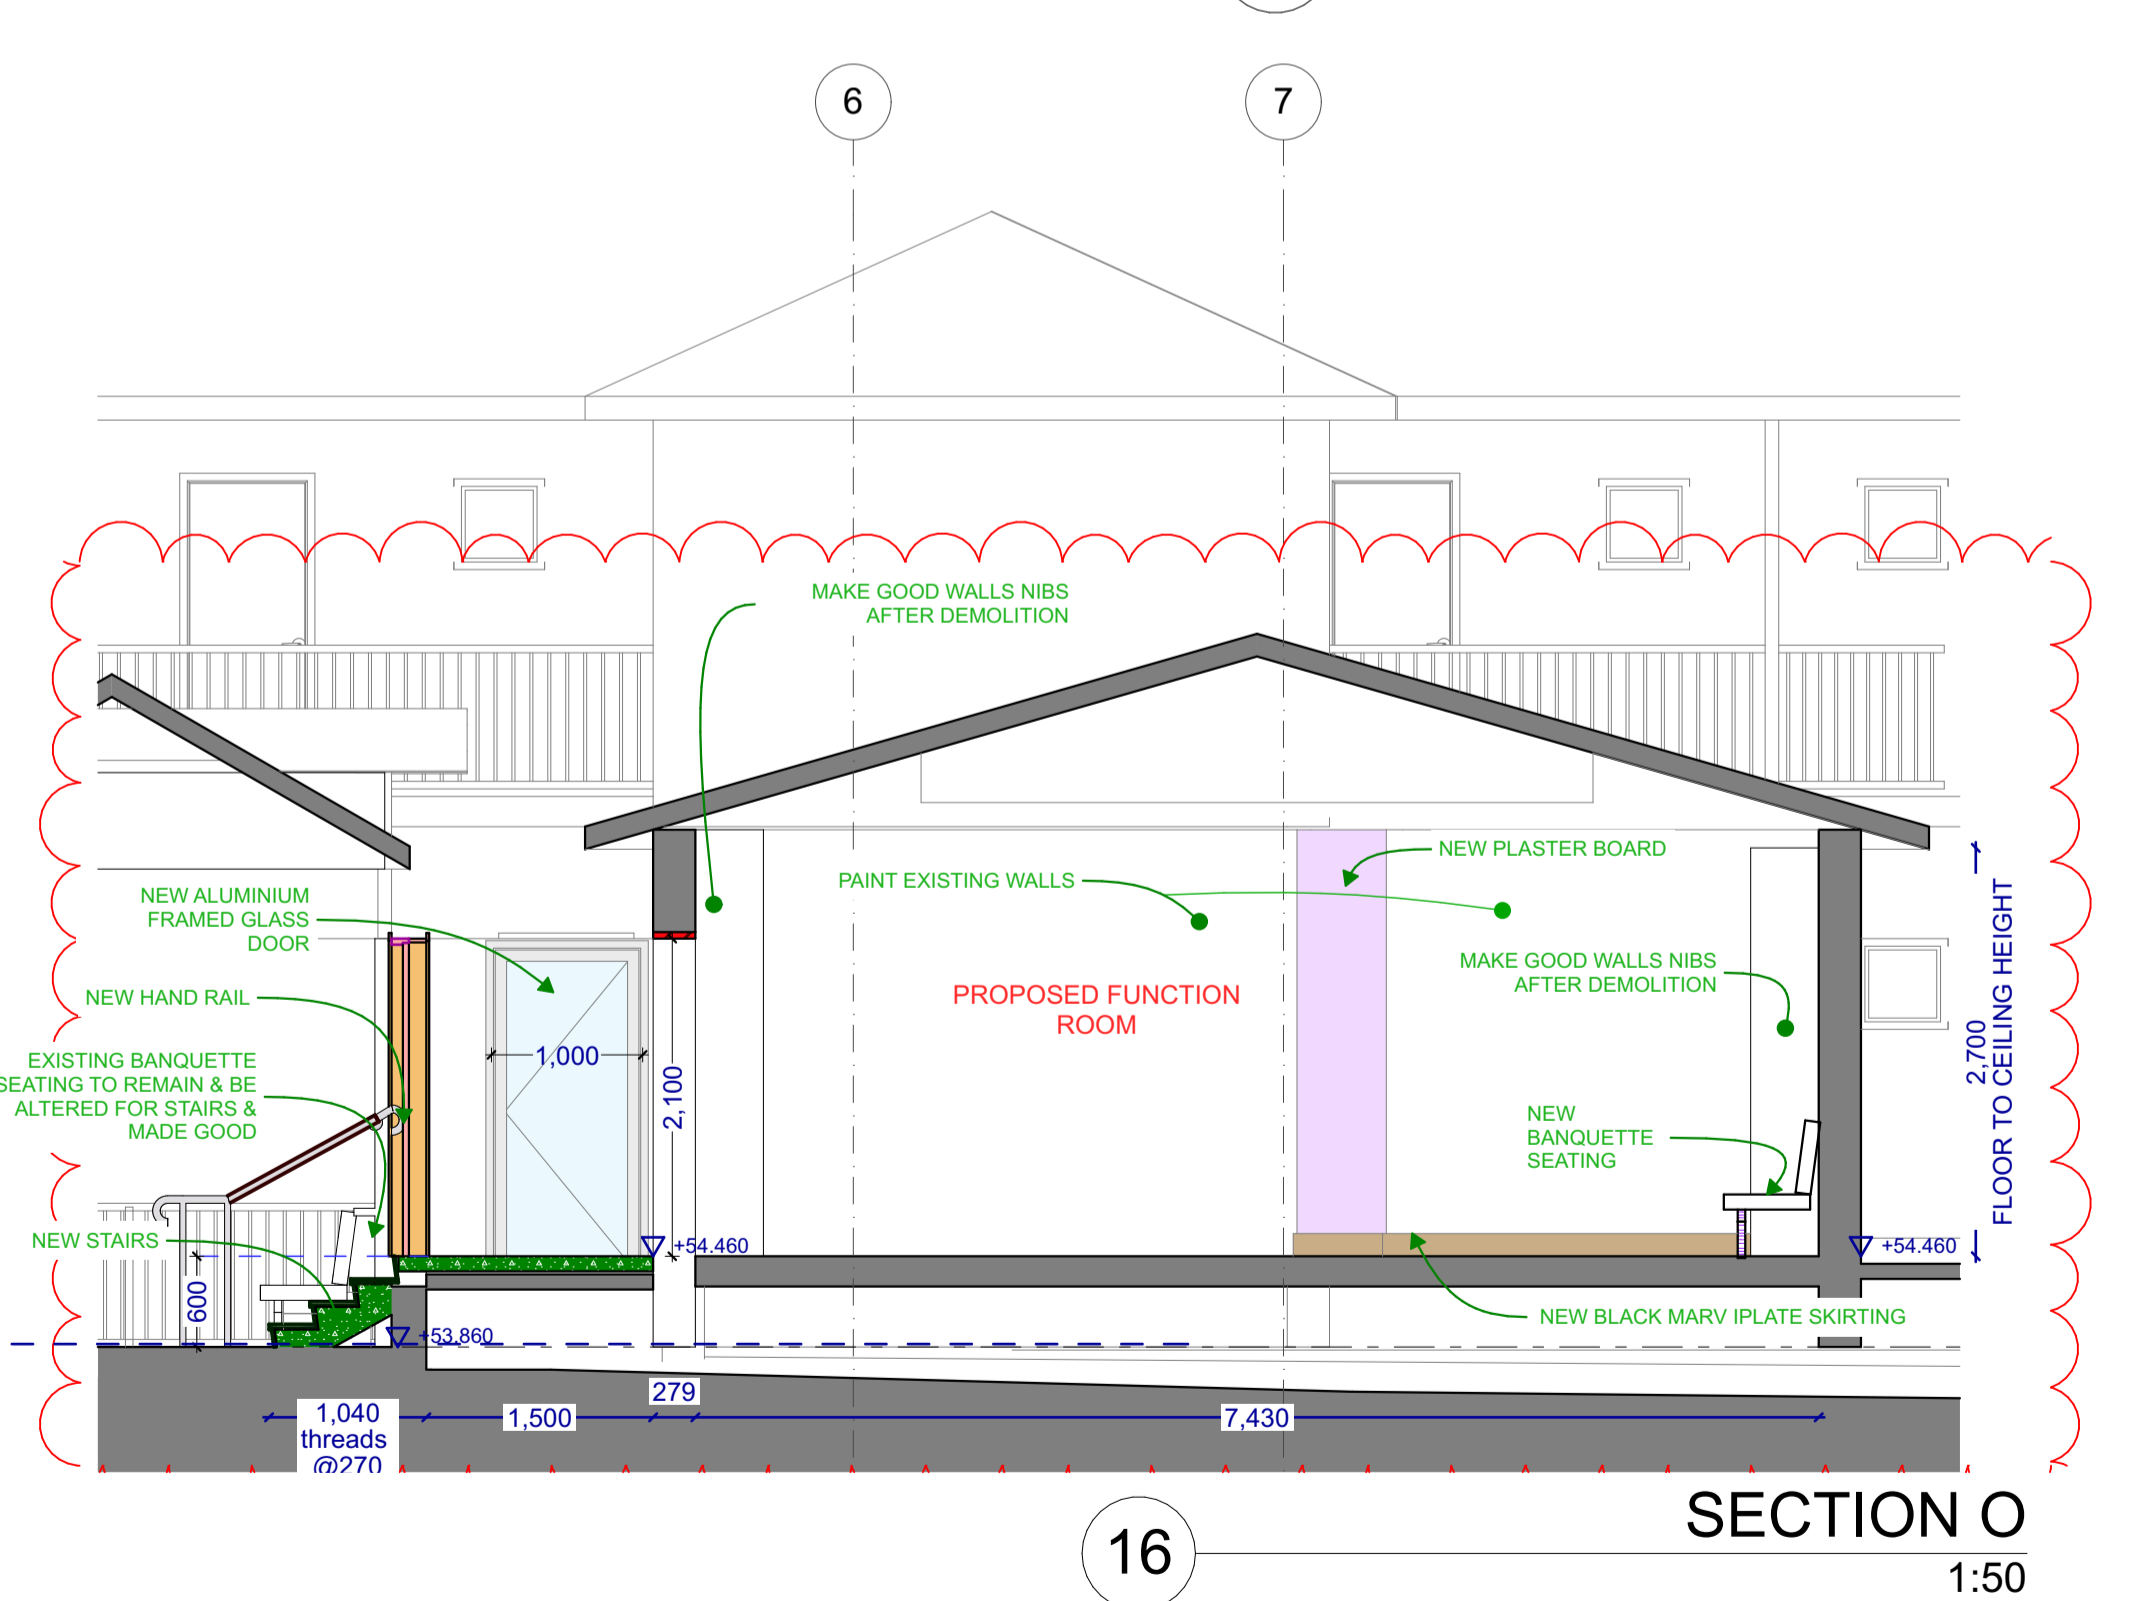 6
7
MAKE GOOD WALLS NIBS
AFTER DEMOLITION
NEW PLASTER BOARD
PAINT EXISTING WALLS
NEW ALUMINIUM
FRAMED GLASS
DOOR
MAKE GOOD WALLS NIBS
AFTER DEMOLITION
PROPOSED FUNCTION
ROOM
NEW HAND RAIL
1,000
2,100
2,700
FLOOR TO CEILING HEIGHT
EXISTING BANQUETTE
SEATING TO REMAIN & BE
ALTERED FOR STAIRS &
MADE GOOD
NEW
BANQUETTE
SEATING
NEW STAIRS
+54.460
+54.460
600
+53.860
NEW BLACK MARV IPLATE SKIRTING
279
1,040
threads
@270
1,500
7,430
SECTION O
16
1:50